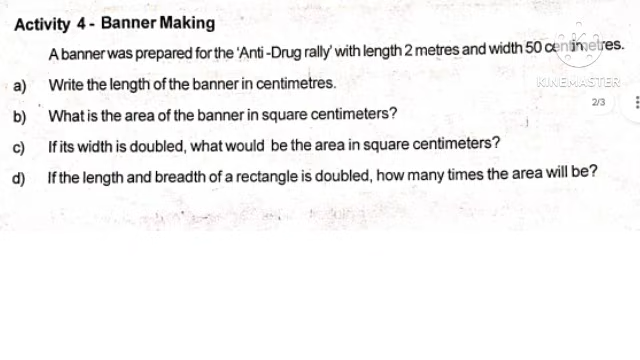 Activity 4 - Banner Making
A banner was prepared for the 'Anti -Drug rally' with length 2 metres and width 50 centimetres.
a) Write the length of the banner in centimetres.
KINEMASTER
b) What is the area of the banner in square centimeters?
2/3
c) If its width is doubled, what would be the area in square centimeters?
d) If the length and breadth of a rectangle is doubled, how many times the area will be?